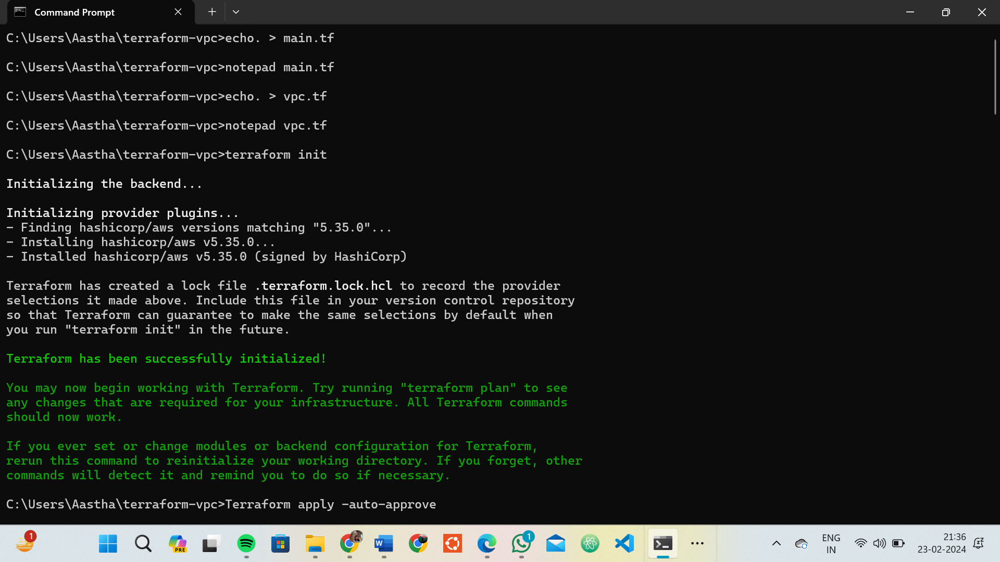 Command Prompt
C:\Users\Aastha\terraform-vpc>echo. > main.tf
C:\Users\Aastha\terraform-vpc>notepad main.tf
C:\Users\Aastha\terraform-vpc>echo. > vpc.tf
C:\Users\Aastha\terraform-vpc>notepad vpc.tf
C:\Users\Aastha\terraform-vpc>terraform init
Initializing the backend...
Initializing provider plugins...
- Finding hashicorp/aws versions matching "5.35.0"...
- Installing hashicorp/aws v5.35.0...
- Installed hashicorp/aws v5.35.0 (signed by HashiCorp)
Terraform has created a lock file .terraform.lock.hcl to record the provider
selections it made above. Include this file in your version control repository
so that Terraform can guarantee to make the same selections by default when
you run "terraform init" in the future.
Terraform has been successfully initialized!
You may now begin working with Terraform. Try running "terraform plan" to see
any changes that are required for your infrastructure. All Terraform commands
should now work.
If you ever set or change modules or backend configuration for Terraform,
rerun this command to reinitialize your working directory. If you forget, other
commands will detect it and remind you to do so if necessary.
C:\Users\Aastha\terraform-vpc>Terraform apply -auto-approve
1
PRE
W
1
ENG
IN
21:36
23-02-2024